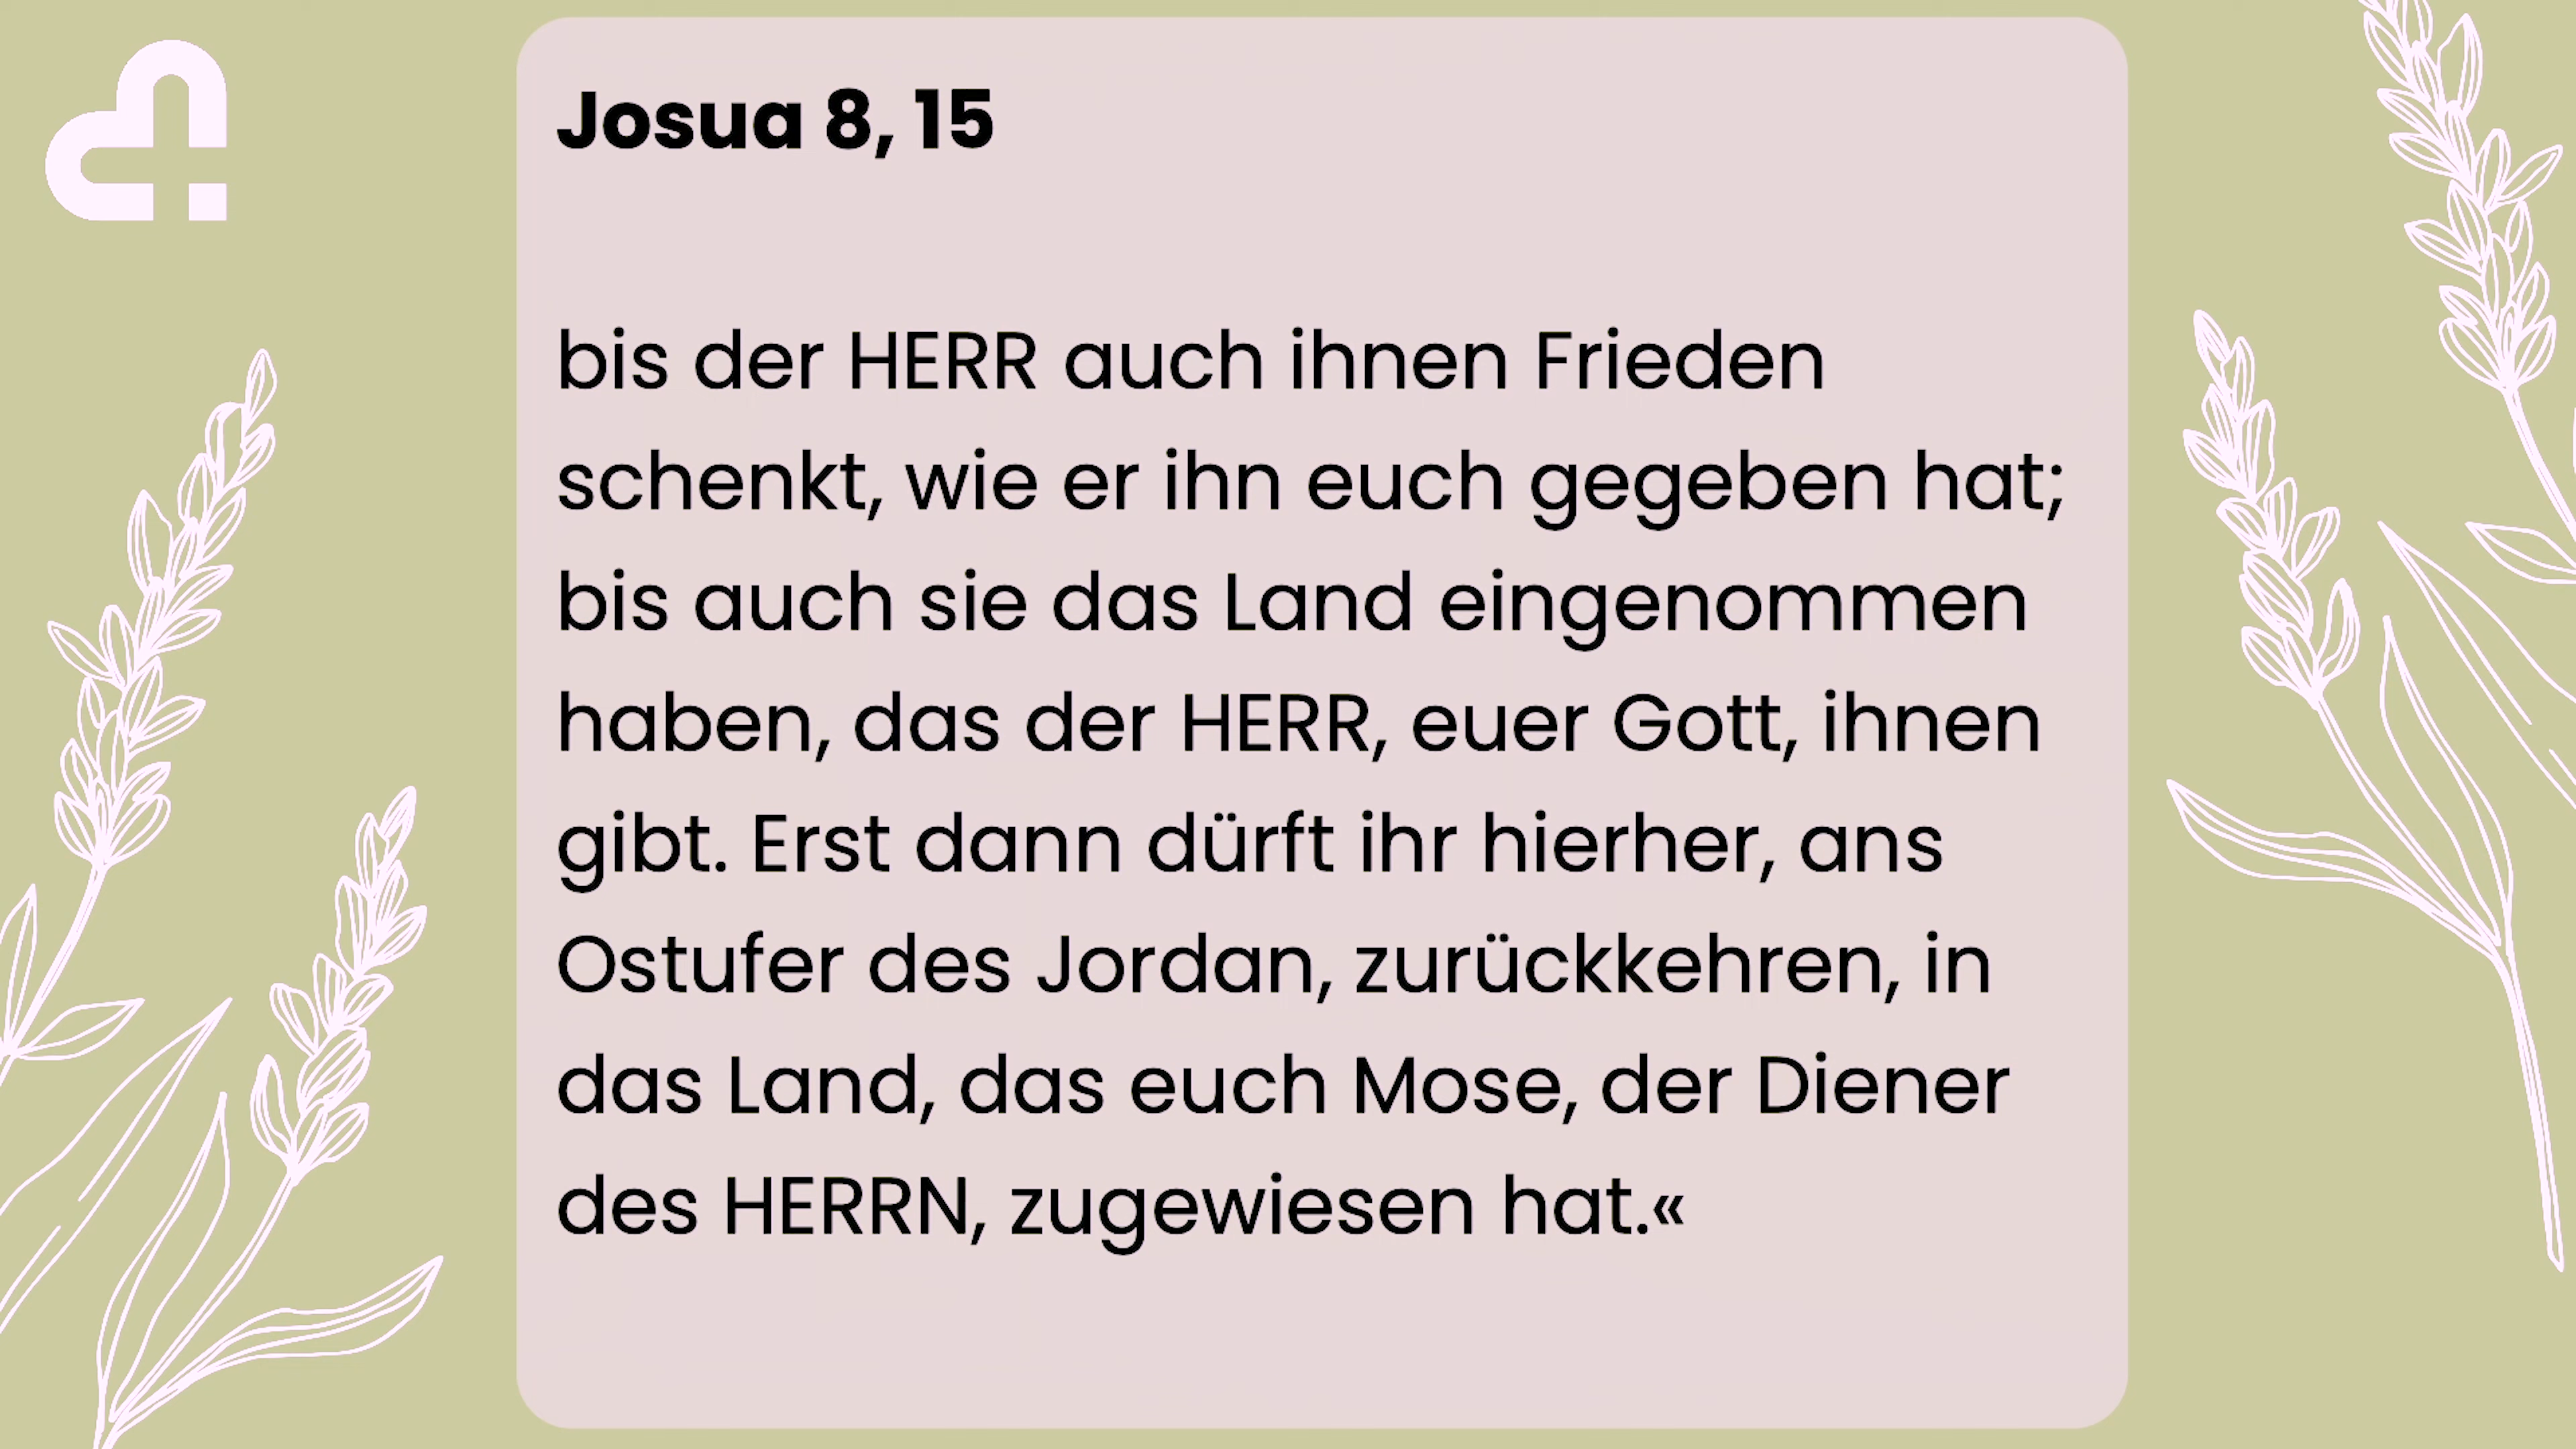 Josua 8, 15
bis der HERR auch ihnen Frieden
schenkt, wie er ihn euch gegeben hat;
bis auch sie das Land eingenommen
haben, das der HERR, euer Gott, ihnen
gibt. Erst dann dürft ihr hierher, ans
Ostufer des Jordan, zurückkehren, in
das Land, das euch Mose, der Diener
des HERRN, zugewiesen hat.«